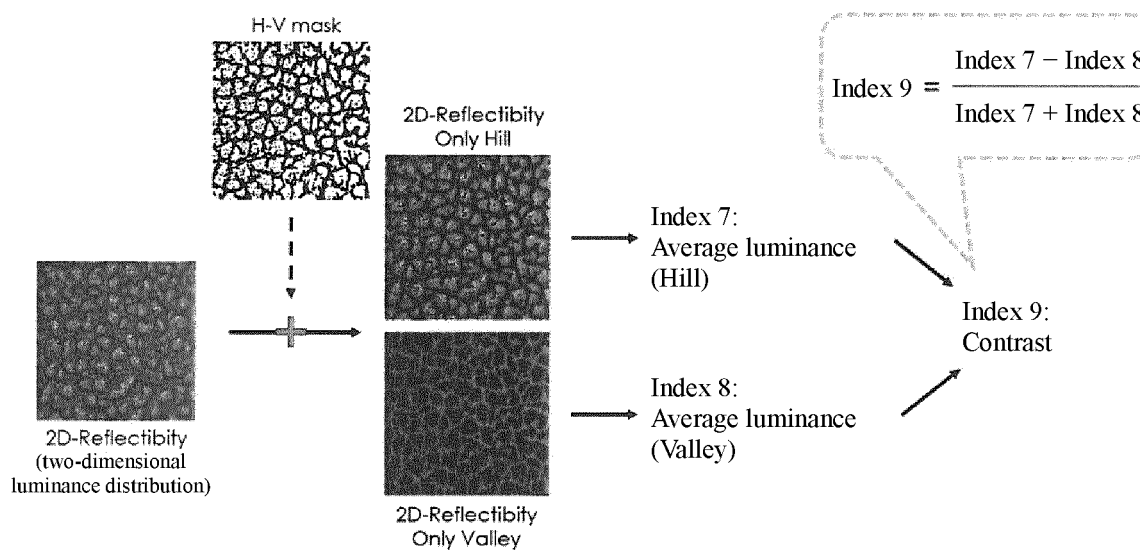 H-V mask
2D-Reflectibity
Only Hill
Index 9 = (Index 7 − Index 8) / (Index 7 + Index 8)
Index 7:
Average luminance
(Hill)
Index 9:
Contrast
2D-Reflectibity
(two-dimensional
luminance distribution)
Index 8:
Average luminance
(Valley)
2D-Reflectibity
Only Valley